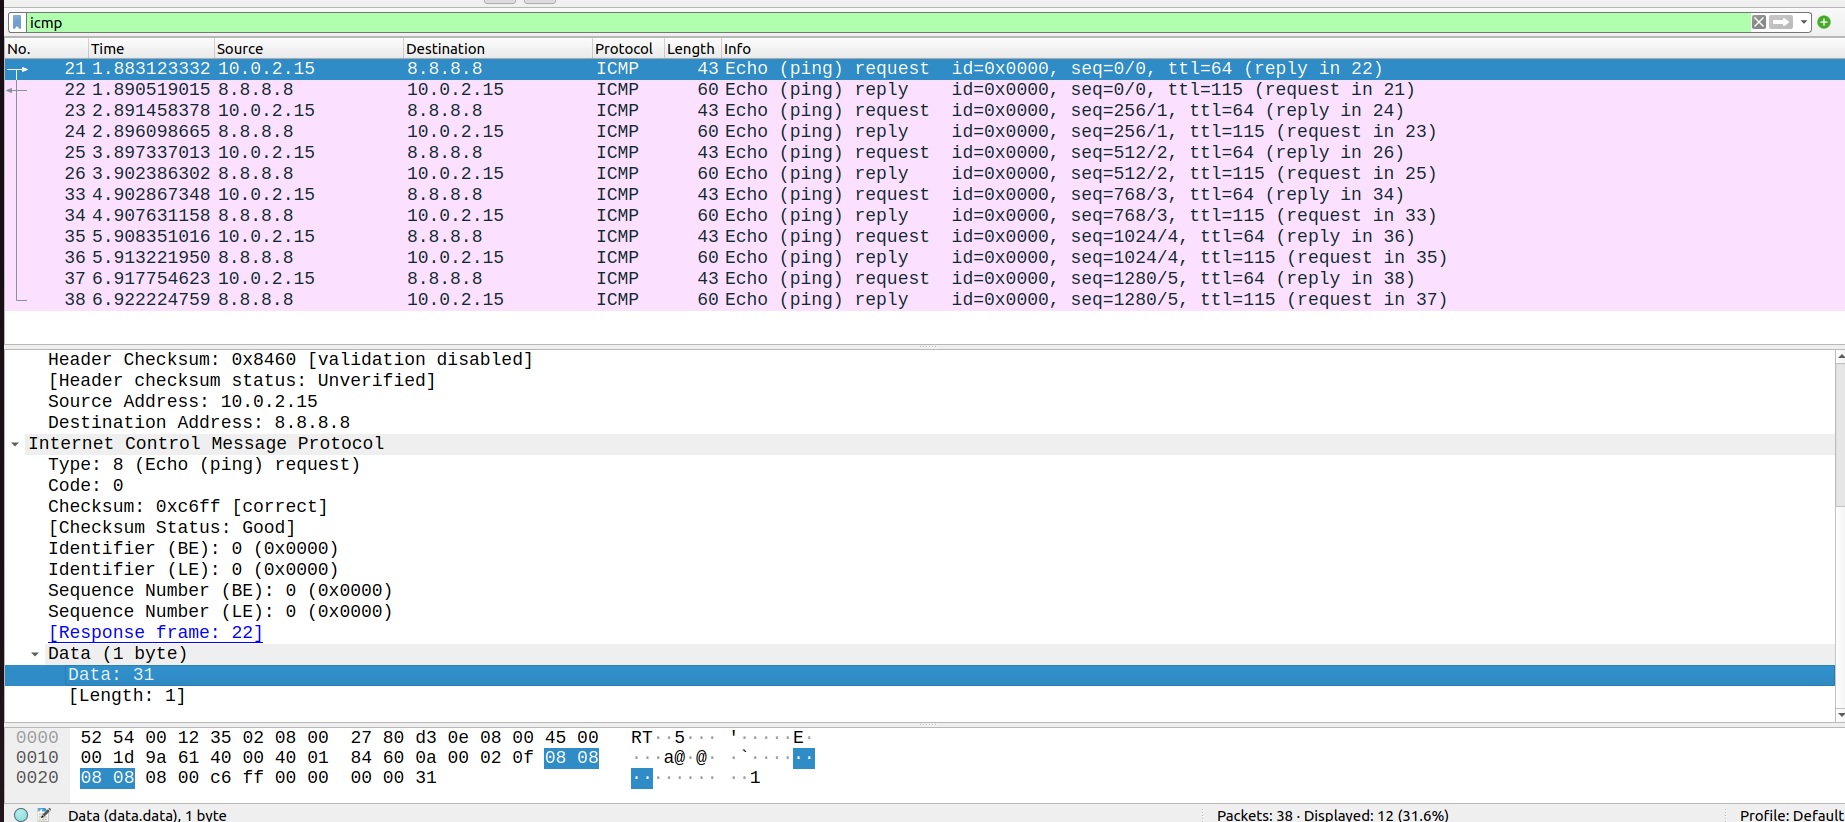 icmp
No. Time Source Destination Protocol Length Info
21 1.883123332 10.0.2.15 8.8.8.8 ICMP 43 Echo (ping) request id=0x0000, seq=0/0, ttl=64 (reply in 22)
22 1.890519015 8.8.8.8 10.0.2.15 ICMP 60 Echo (ping) reply id=0x0000, seq=0/0, ttl=115 (request in 21)
23 2.891458378 10.0.2.15 8.8.8.8 ICMP 43 Echo (ping) request id=0x0000, seq=256/1, ttl=64 (reply in 24)
24 2.896098665 8.8.8.8 10.0.2.15 ICMP 60 Echo (ping) reply id=0x0000, seq=256/1, ttl=115 (request in 23)
25 3.897337013 10.0.2.15 8.8.8.8 ICMP 43 Echo (ping) request id=0x0000, seq=512/2, ttl=64 (reply in 26)
26 3.902386302 8.8.8.8 10.0.2.15 ICMP 60 Echo (ping) reply id=0x0000, seq=512/2, ttl=115 (request in 25)
33 4.902867348 10.0.2.15 8.8.8.8 ICMP 43 Echo (ping) request id=0x0000, seq=768/3, ttl=64 (reply in 34)
34 4.907631158 8.8.8.8 10.0.2.15 ICMP 60 Echo (ping) reply id=0x0000, seq=768/3, ttl=115 (request in 33)
35 5.908351016 10.0.2.15 8.8.8.8 ICMP 43 Echo (ping) request id=0x0000, seq=1024/4, ttl=64 (reply in 36)
36 5.913221950 8.8.8.8 10.0.2.15 ICMP 60 Echo (ping) reply id=0x0000, seq=1024/4, ttl=115 (request in 35)
37 6.917754623 10.0.2.15 8.8.8.8 ICMP 43 Echo (ping) request id=0x0000, seq=1280/5, ttl=64 (reply in 38)
38 6.922224759 8.8.8.8 10.0.2.15 ICMP 60 Echo (ping) reply id=0x0000, seq=1280/5, ttl=115 (request in 37)
Header Checksum: 0x8460 [validation disabled]
[Header checksum status: Unverified]
Source Address: 10.0.2.15
Destination Address: 8.8.8.8
Internet Control Message Protocol
Type: 8 (Echo (ping) request)
Code: 0
Checksum: 0xc6ff [correct]
[Checksum Status: Good]
Identifier (BE): 0 (0x0000)
Identifier (LE): 0 (0x0000)
Sequence Number (BE): 0 (0x0000)
Sequence Number (LE): 0 (0x0000)
[Response frame: 22]
Data (1 byte)
Data: 31
[Length: 1]
0000 52 54 00 12 35 02 08 00 27 80 d3 0e 08 00 45 00 RT··5··· '·····E·
0010 00 1d 9a 61 40 00 40 01 84 60 0a 00 02 0f 08 08 ···a@·@· ·`······
0020 08 08 08 00 c6 ff 00 00 00 00 31 ········ ··1
Data (data.data), 1 byte
Packets: 38 · Displayed: 12 (31.6%)
Profile: Default